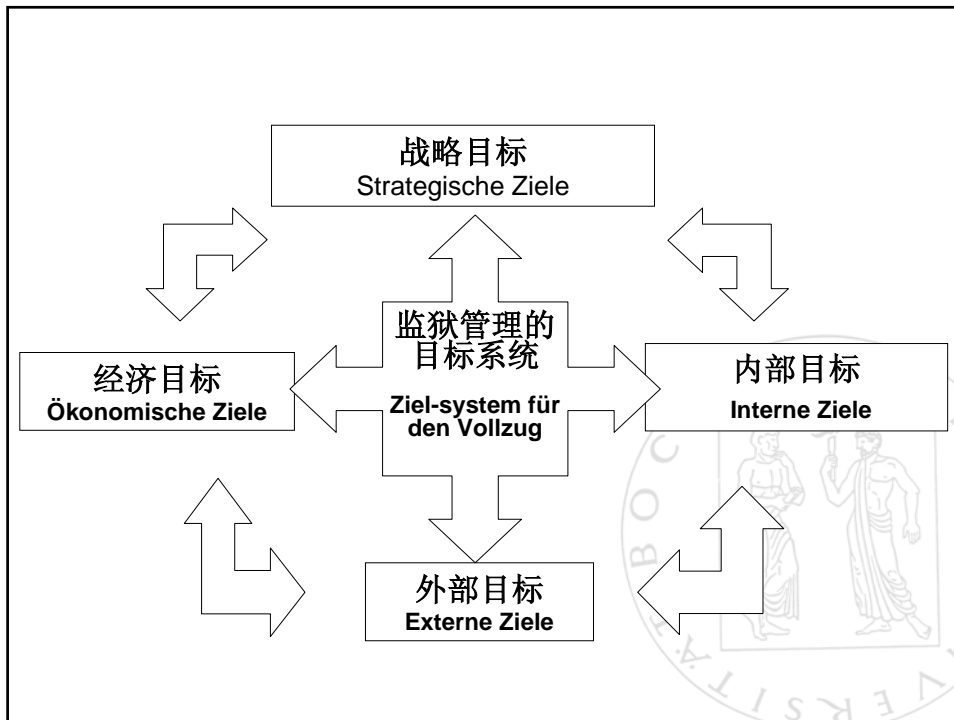 战略目标
Strategische Ziele
监狱管理的
目标系统
Ziel-system für
den Vollzug
经济目标
Ökonomische Ziele
内部目标
Interne Ziele
外部目标
Externe Ziele